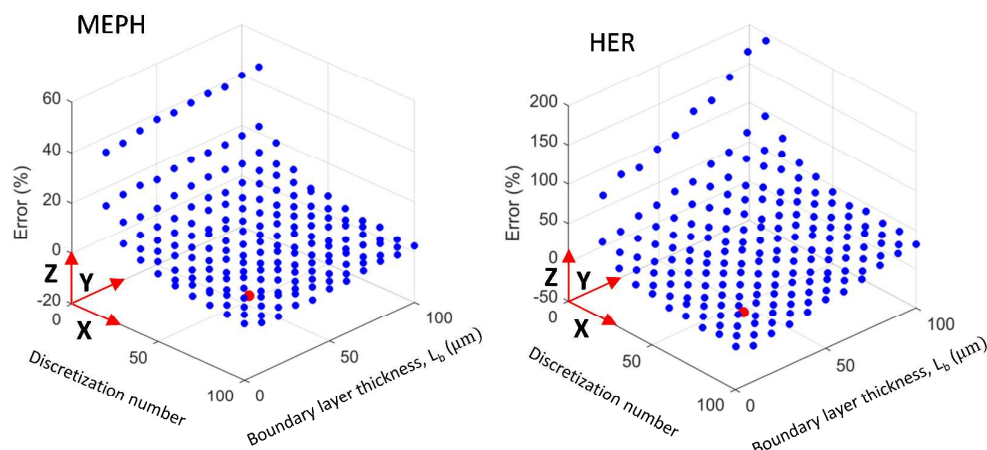 MEPH
60
40
20
0
-20
Error (%)
Z
Y
X
0
50
100
Discretization number
0
50
100
Boundary layer thickness, L_b (μm)
HER
200
150
100
50
0
-50
Error (%)
Z
Y
X
0
50
100
Discretization number
0
50
100
Boundary layer thickness, L_b (μm)